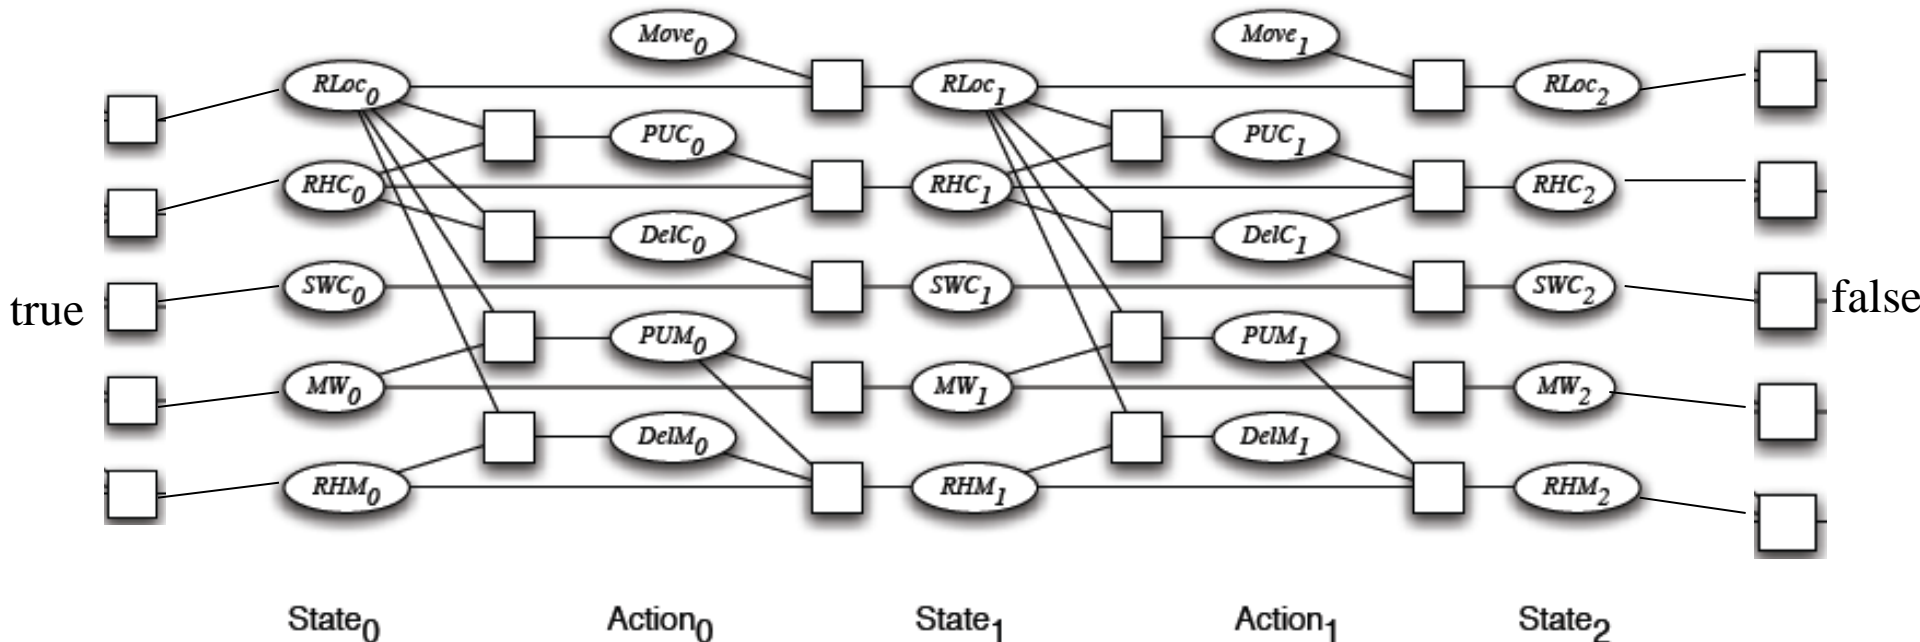 Move₀ Move₁
RLoc₀ RLoc₁ RLoc₂
PUC₀ PUC₁
RHC₀ RHC₁ RHC₂
DelC₀ DelC₁
SWC₀ SWC₁ SWC₂
true false
PUM₀ PUM₁
MW₀ MW₁ MW₂
DelM₀ DelM₁
RHM₀ RHM₁ RHM₂
State₀ Action₀ State₁ Action₁ State₂